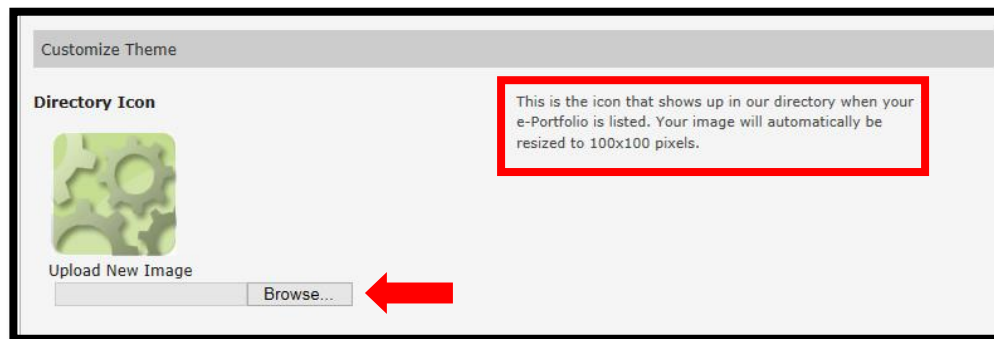 Customize Theme
Directory Icon
This is the icon that shows up in our directory when your
e-Portfolio is listed. Your image will automatically be
resized to 100x100 pixels.
Upload New Image
Browse...